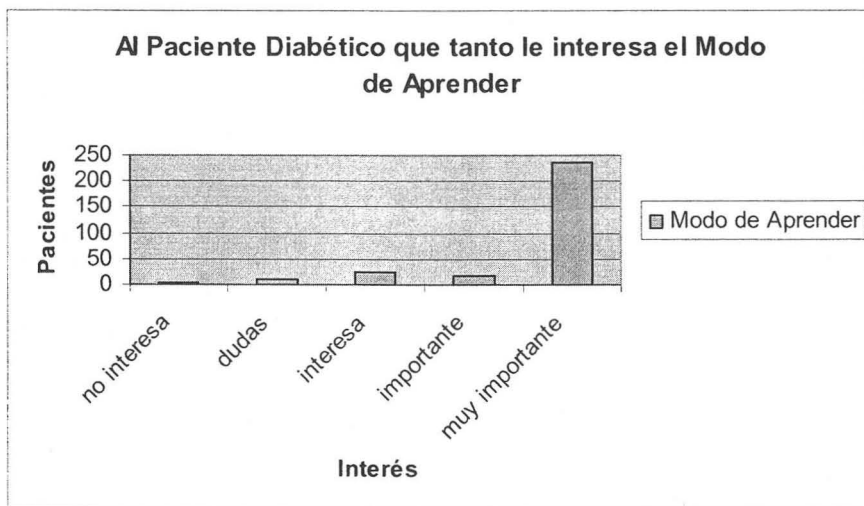 Al Paciente Diabético que tanto le interesa el Modo
de Aprender
Pacientes
250
200
150
100
50
0
no interesa
dudas
interesa
importante
muy importante
Interés
Modo de Aprender